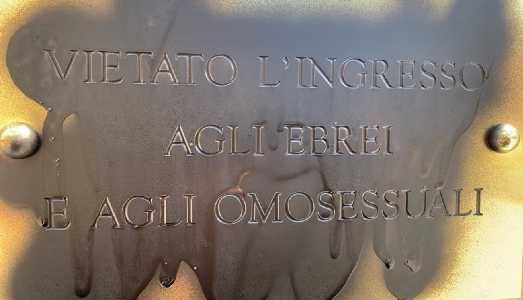 VIETATO L'INGRESSO
AGLI EBREI
E AGLI OMOSESSUALI